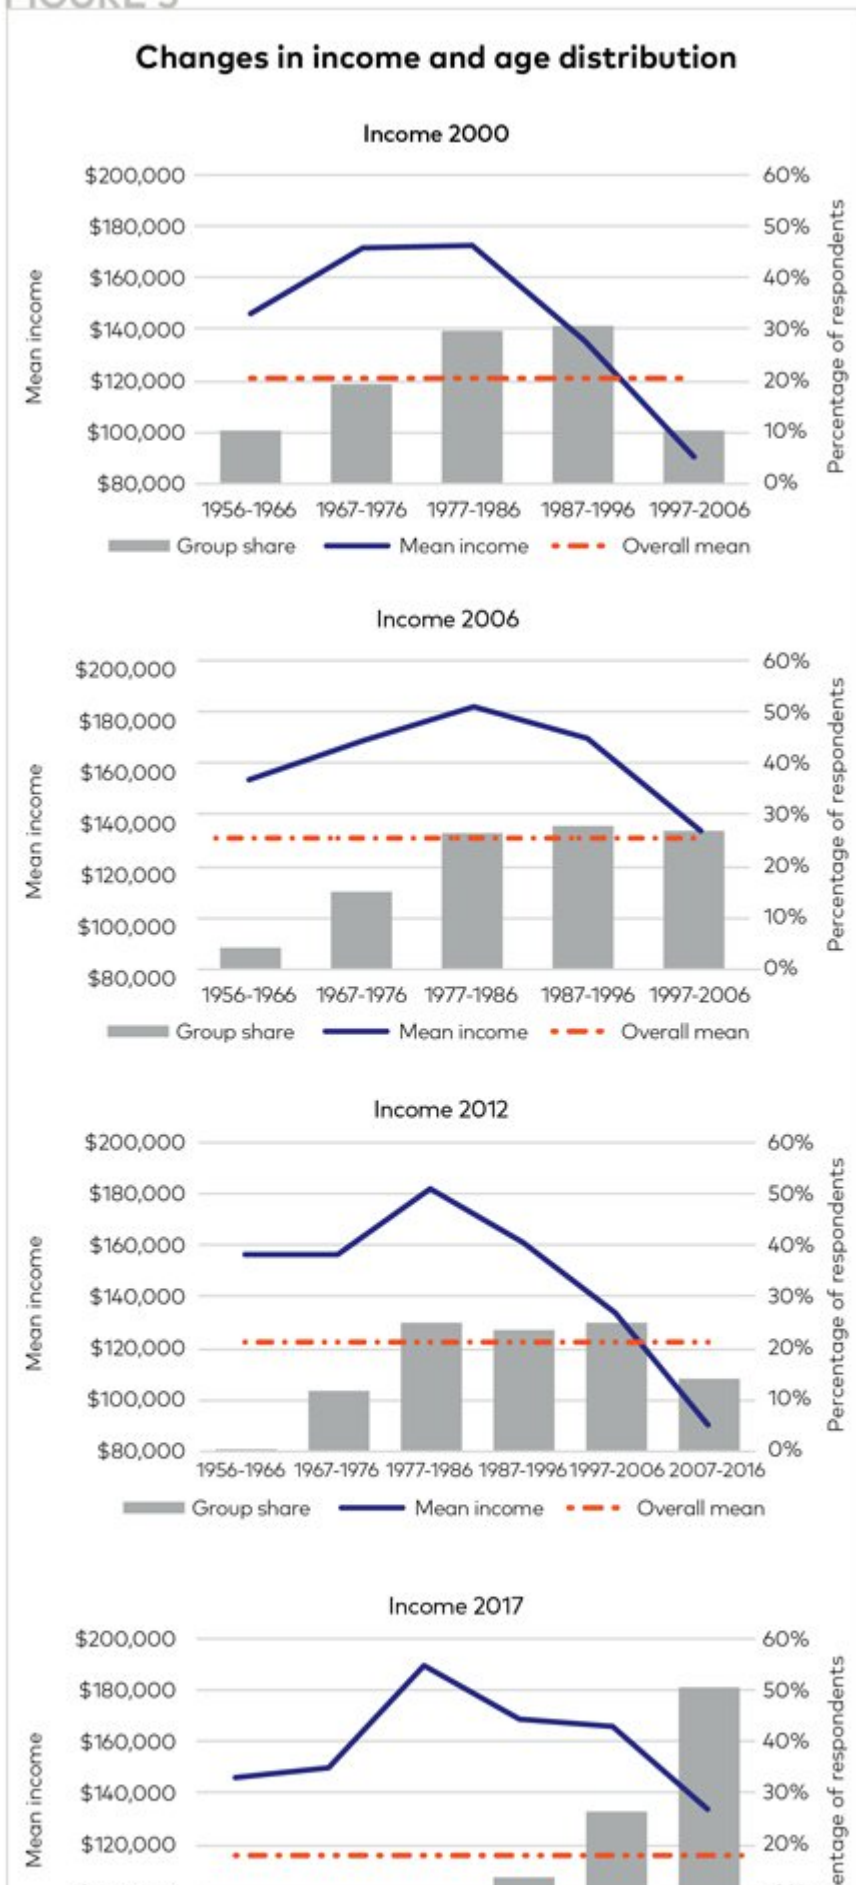 FIGURE 3
Changes in income and age distribution
Income 2000
$200,000 60%
$180,000 50%
$160,000 40%
$140,000 30%
$120,000 20%
$100,000 10%
$80,000 0%
Mean income
Percentage of respondents
1956-1966 1967-1976 1977-1986 1987-1996 1997-2006
Group share Mean income Overall mean
Income 2006
$200,000 60%
$180,000 50%
$160,000 40%
$140,000 30%
$120,000 20%
$100,000 10%
$80,000 0%
Mean income
Percentage of respondents
1956-1966 1967-1976 1977-1986 1987-1996 1997-2006
Group share Mean income Overall mean
Income 2012
$200,000 60%
$180,000 50%
$160,000 40%
$140,000 30%
$120,000 20%
$100,000 10%
$80,000 0%
Mean income
Percentage of respondents
1956-1966 1967-1976 1977-1986 1987-1996 1997-2006 2007-2016
Group share Mean income Overall mean
Income 2017
$200,000 60%
$180,000 50%
$160,000 40%
$140,000 30%
$120,000 20%
Mean income
entage of respondents